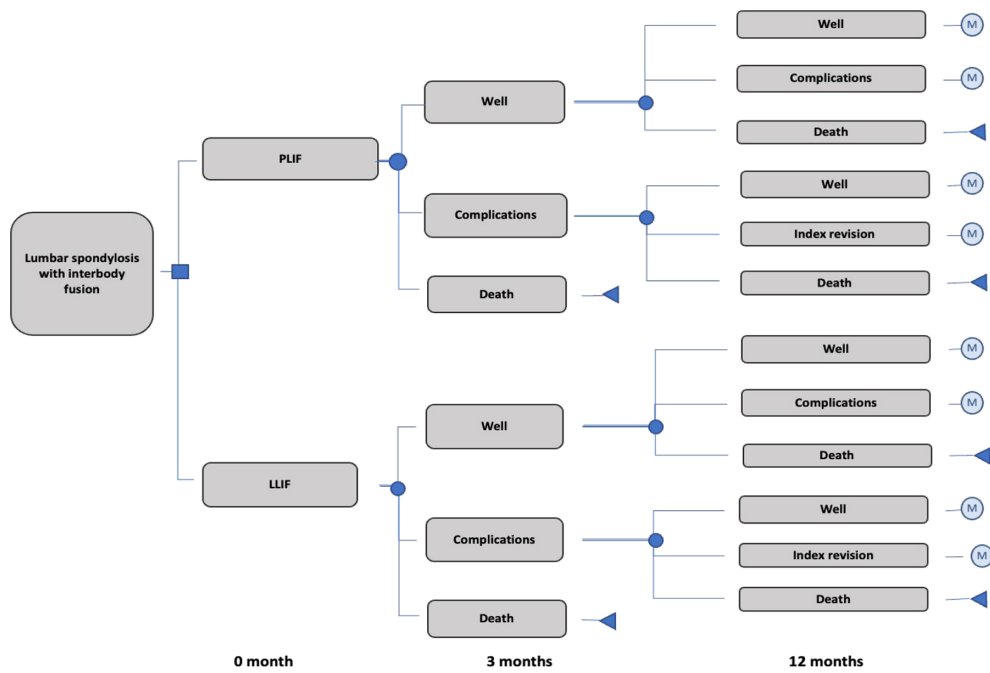 Well
M
Complications
M
Death
Well
PLIF
Complications
Death
Well
M
Index revision
M
Death
Lumbar spondylosis
with interbody
fusion
LLIF
Well
Complications
Death
Well
M
Complications
M
Death
Well
M
Index revision
M
Death
0 month
3 months
12 months